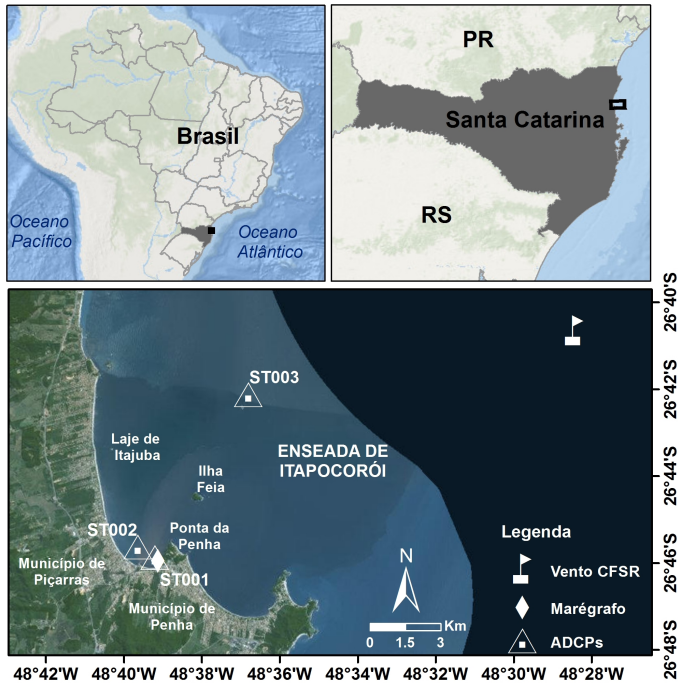 Brasil
Oceano
Pacífico
Oceano
Atlântico
PR
Santa Catarina
RS
ST003
Laje de
Itajuba
ENSEADA DE
ITAPOCORÓI
Ilha
Feia
ST002
Ponta da
Penha
Município de
Piçarras
ST001
Município de
Penha
N
Km
0 1.5 3
Legenda
Vento CFSR
Marégrafo
ADCPs
26°40'S
26°42'S
26°44'S
26°46'S
26°48'S
48°42'W 48°40'W 48°38'W 48°36'W 48°34'W 48°32'W 48°30'W 48°28'W